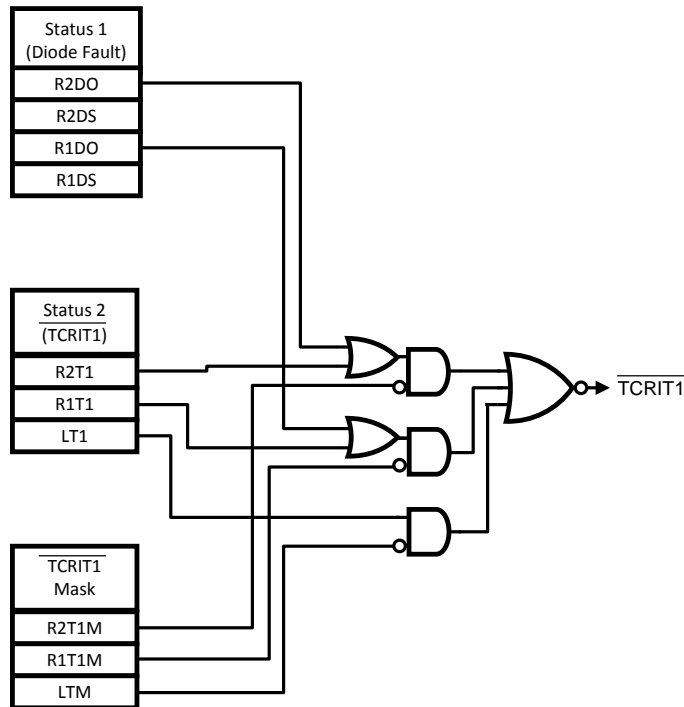 Status 1
(Diode Fault)
R2DO
R2DS
R1DO
R1DS
Status 2
(TCRIT1)
R2T1
R1T1
LT1
TCRIT1
TCRIT1
Mask
R2T1M
R1T1M
LTM